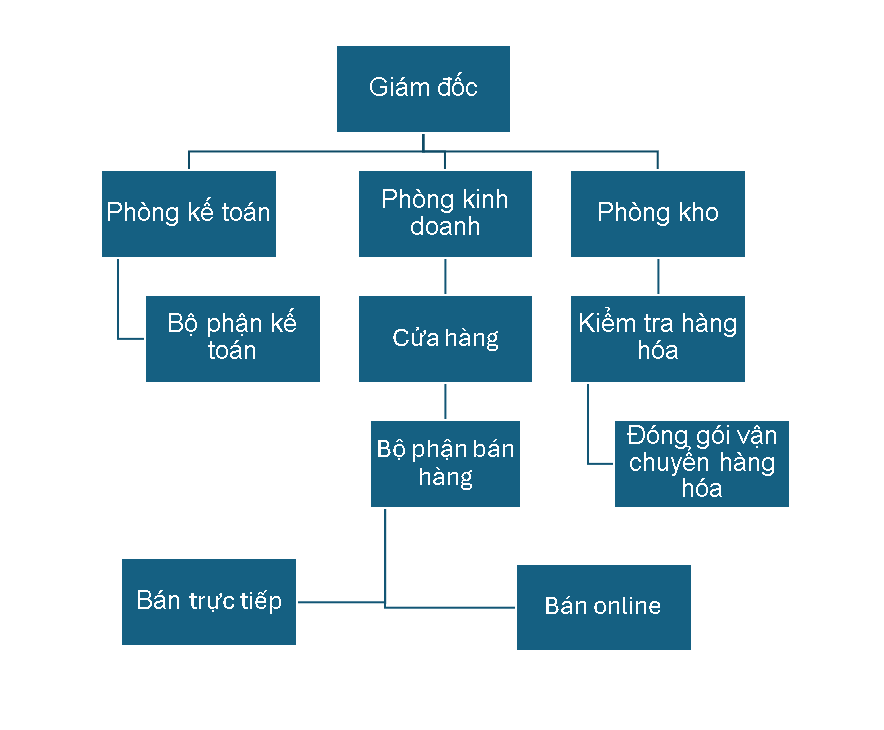 Giám đốc
Phòng kế toán
Phòng kinh
doanh
Phòng kho
Bộ phận kế
toán
Cửa hàng
Kiểm tra hàng
hóa
Bộ phận bán
hàng
Đóng gói vận
chuyển hàng
hóa
Bán trực tiếp
Bán online